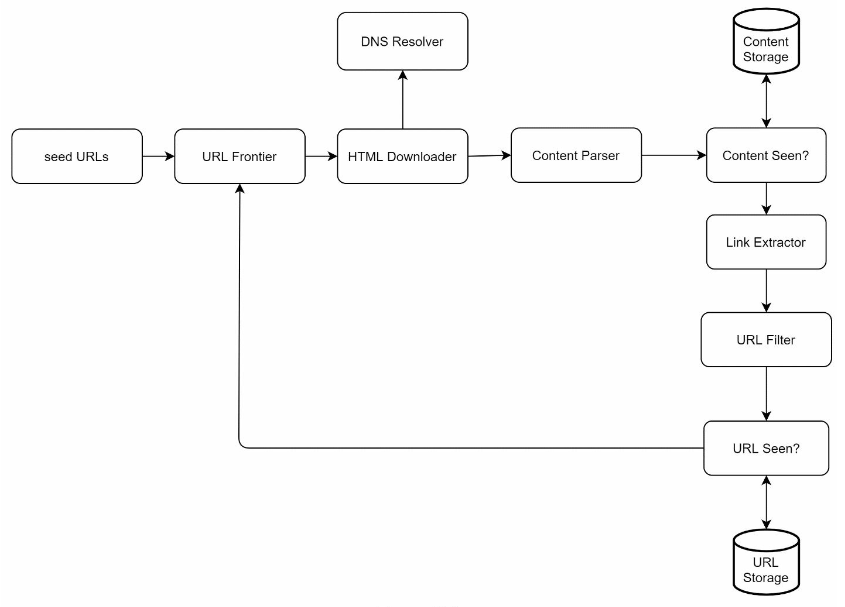 DNS Resolver
Content
Storage
seed URLs
URL Frontier
HTML Downloader
Content Parser
Content Seen?
Link Extractor
URL Filter
URL Seen?
URL
Storage